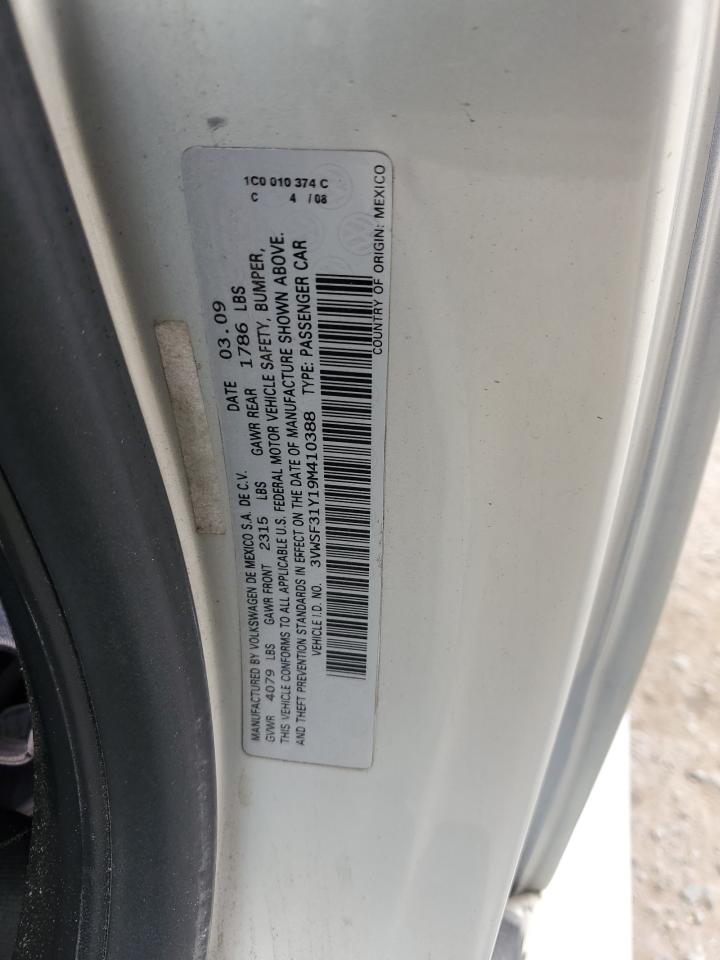 1C0 010 374 C
C 4 /08
MANUFACTURED BY VOLKSWAGEN DE MEXICO S.A. DE C.V. DATE 03.09
GVWR 4079 LBS GAWR FRONT 2315 LBS GAWR REAR 1786 LBS
THIS VEHICLE CONFORMS TO ALL APPLICABLE U.S. FEDERAL MOTOR VEHICLE SAFETY, BUMPER,
AND THEFT PREVENTION STANDARDS IN EFFECT ON THE DATE OF MANUFACTURE SHOWN ABOVE.
VEHICLE I.D. NO. 3VWSF31Y19M410388 TYPE: PASSENGER CAR
COUNTRY OF ORIGIN: MEXICO